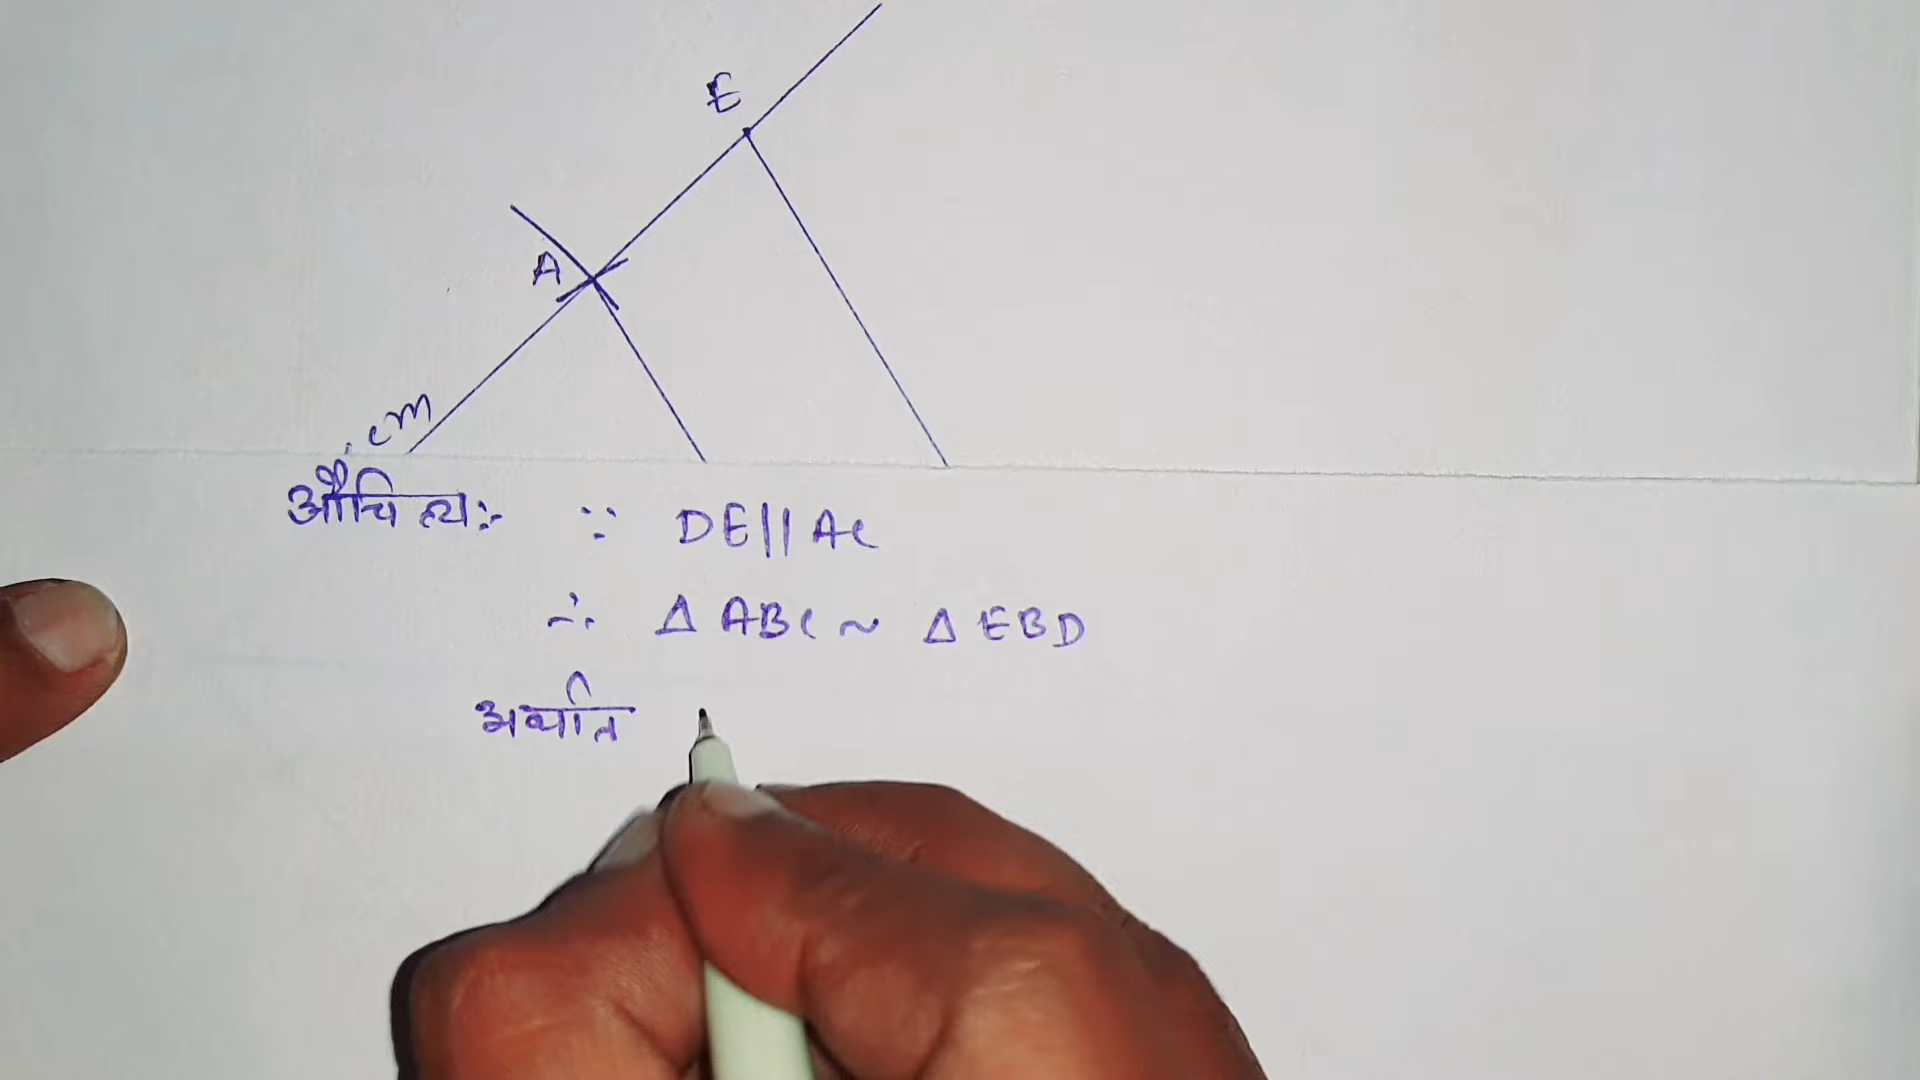 E
A
cm
औचित्य:- ∵ DE||AC
∴ Δ ABC ~ Δ EBD
अर्थात